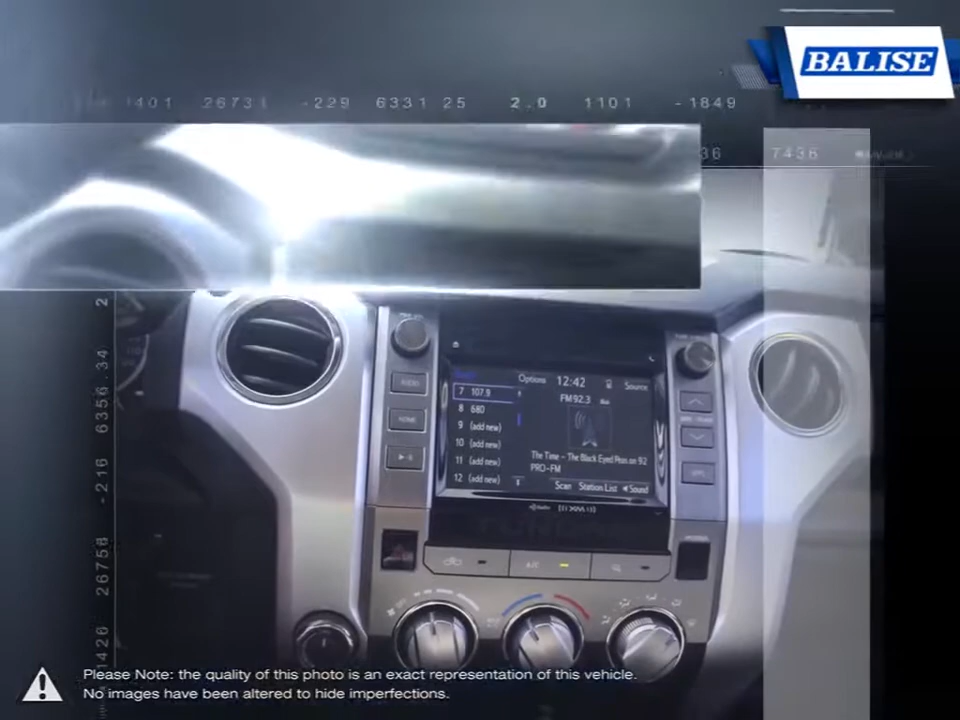 BALISE
1401 26731 -229 6331 25 2.0 1101 -1849
36 7436
2
6356 34
-216
26756
1426
Options 12:42 Source
7 107.9
FM 92.3
8 680
9 (add new)
10 (add new)
11 (add new)
12 (add new)
The Time - The Black Eyed Peas on 92
PRO-FM
Scan Station List Sound
AUDIO
HOME
A/C
Please Note: the quality of this photo is an exact representation of this vehicle.
No images have been altered to hide imperfections.